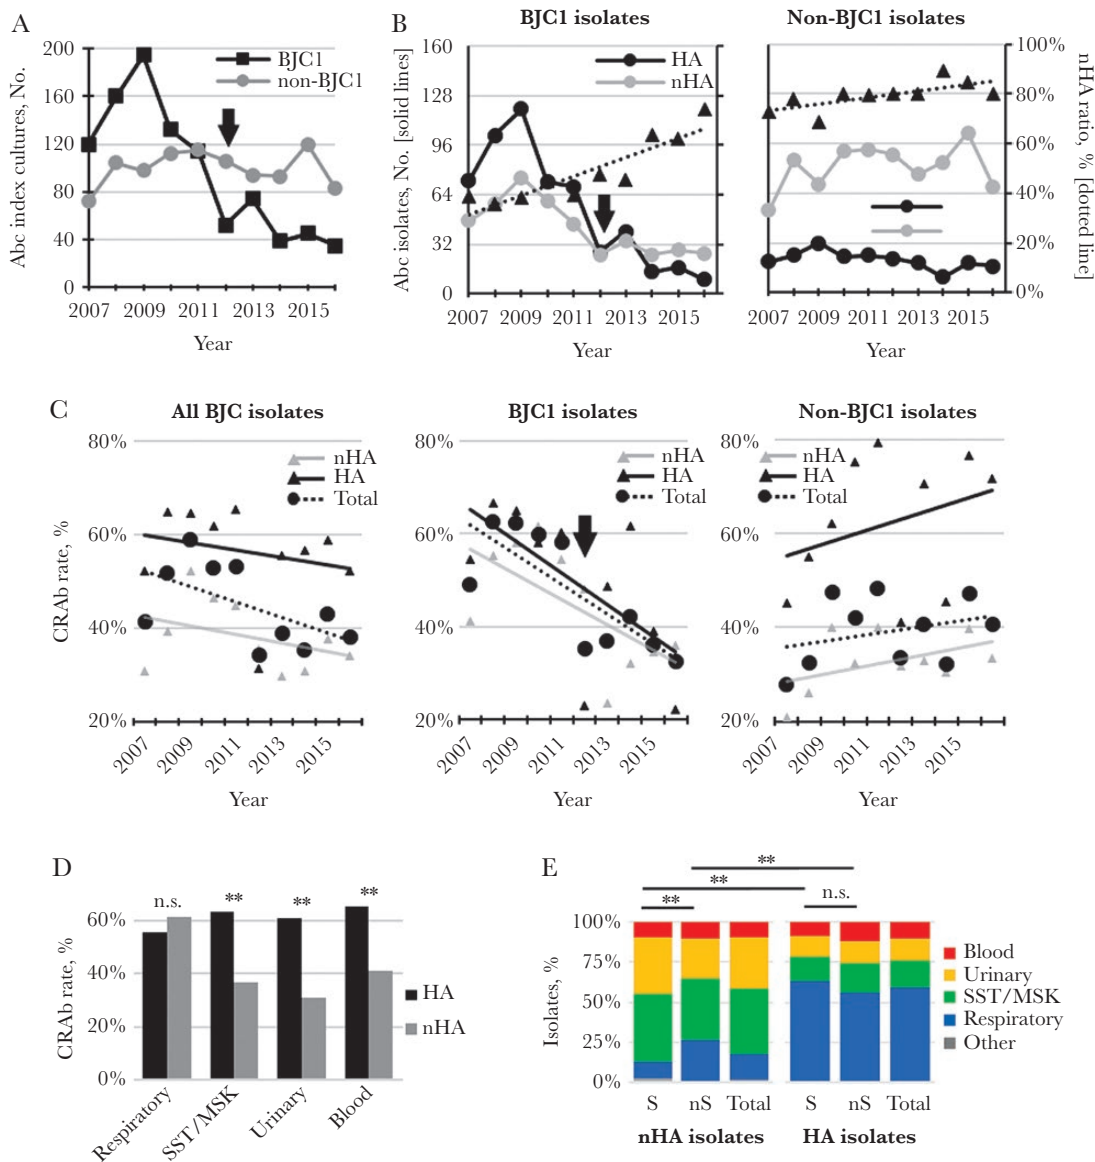 A
Abc index cultures, No.
200
160
120
80
40
0
BJC1
non-BJC1
2007 2009 2011 2013 2015
Year
B
BJC1 isolates
Abc isolates, No. [solid lines]
160
128
96
64
32
0
HA
nHA
2007 2009 2011 2013 2015
Year
Non-BJC1 isolates
100%
80%
60%
40%
20%
0%
nHA ratio, % [dotted line]
2007 2009 2011 2013 2015
Year
C
All BJC isolates
CRAb rate, %
80%
60%
40%
20%
nHA
HA
Total
2007 2009 2011 2013 2015
Year
BJC1 isolates
80%
60%
40%
20%
nHA
HA
Total
2007 2009 2011 2013 2015
Year
Non-BJC1 isolates
80%
60%
40%
20%
nHA
HA
Total
2007 2009 2011 2013 2015
Year
D
CRAb rate, %
60%
40%
20%
0%
n.s. ** ** **
HA
nHA
Respiratory SST/MSK Urinary Blood
E
**
**
** n.s.
Isolates, %
100%
75%
50%
25%
0%
Blood
Urinary
SST/MSK
Respiratory
Other
S nS Total S nS Total
nHA isolates HA isolates